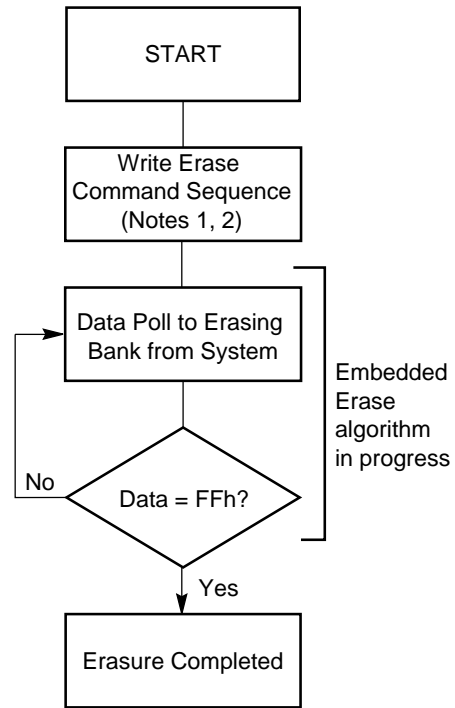 START
Write Erase
Command Sequence
(Notes 1, 2)
Data Poll to Erasing
Bank from System
Embedded
Erase
algorithm
in progress
No
Data = FFh?
Yes
Erasure Completed